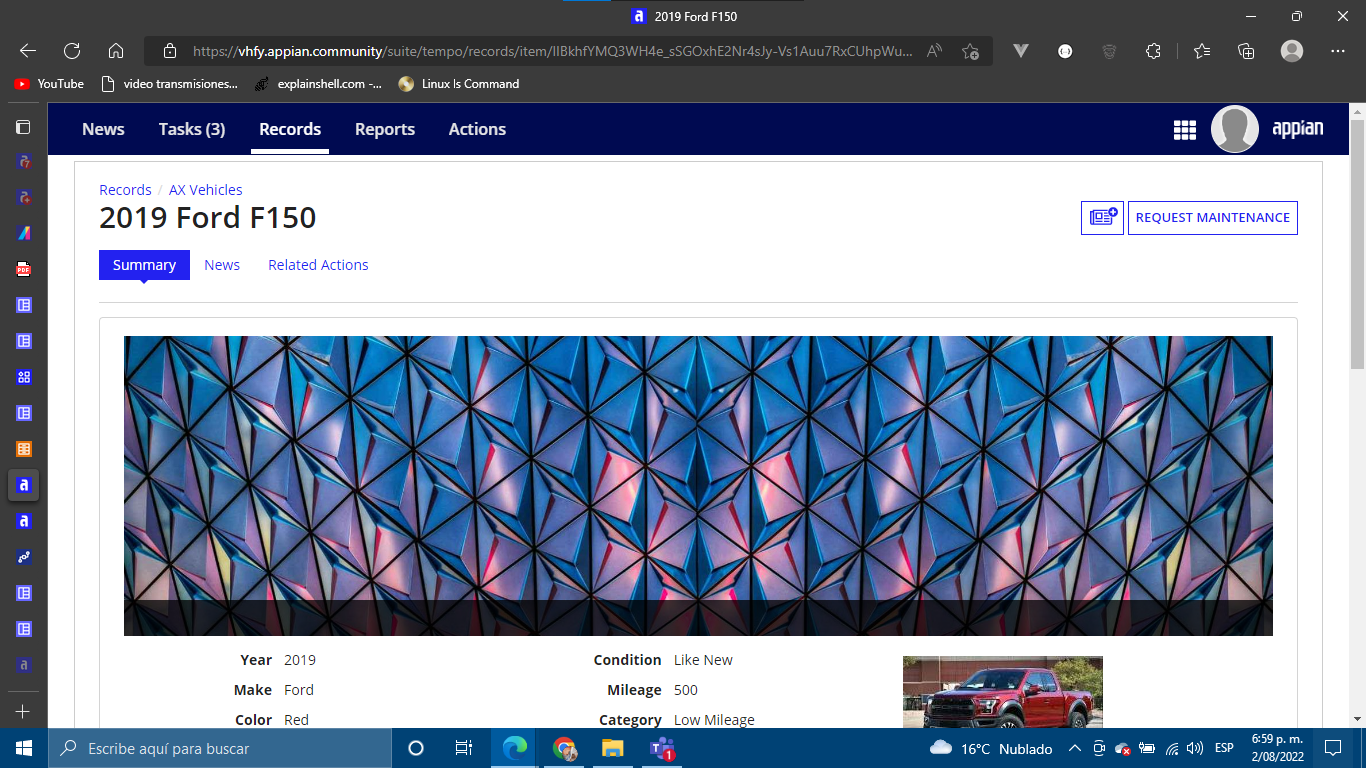 2019 Ford F150
https://vhfy.appian.community/suite/tempo/records/item/lIBkhfYMQ3WH4e_sSGOxhE2Nr4sJy-Vs1Auu7RxCUhpWu...
YouTube
video transmisiones...
explainshell.com -...
Linux Is Command
News
Tasks (3)
Records
Reports
Actions
appian
Records / AX Vehicles
2019 Ford F150
REQUEST MAINTENANCE
Summary
News
Related Actions
Year 2019
Condition Like New
Make Ford
Mileage 500
Color Red
Category Low Mileage
Escribe aquí para buscar
1
16°C Nublado
ESP
6:59 p. m.
2/08/2022